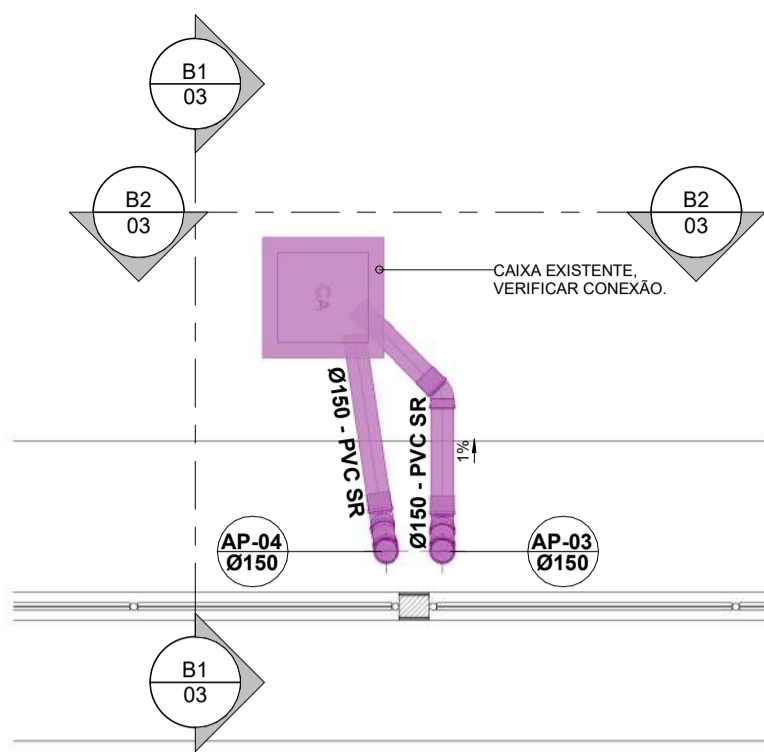 B1
03
B2
03
B2
03
CAIXA EXISTENTE,
VERIFICAR CONEXÃO.
CA
Ø150 - PVC SR
Ø150 - PVC SR
1%
AP-04
Ø150
AP-03
Ø150
B1
03